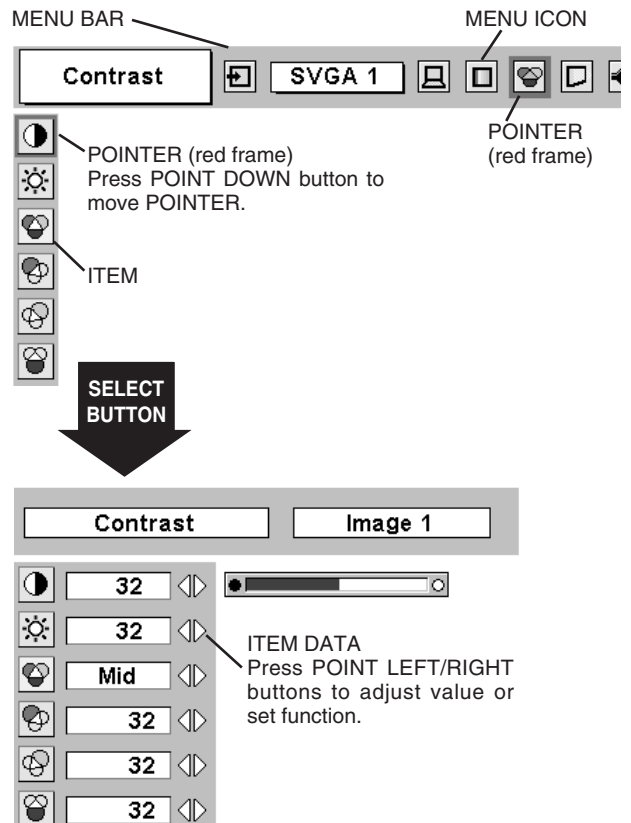 MENU BAR
MENU ICON
Contrast
SVGA 1
POINTER
(red frame)
POINTER (red frame)
Press POINT DOWN button to
move POINTER.
ITEM
SELECT
BUTTON
Contrast
Image 1
32
32
ITEM DATA
Press POINT LEFT/RIGHT
buttons to adjust value or
set function.
Mid
32
32
32